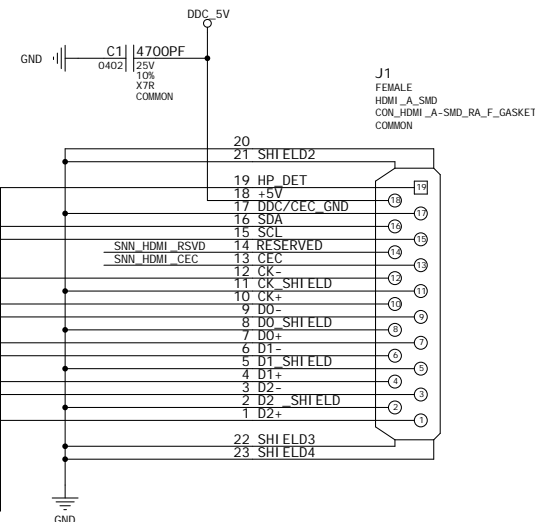 DDC_5V
GND
C1
4700PF
0402
25V
10%
X7R
COMMON
J1
FEMALE
HDMI_A_SMD
CON_HDMI_A-SMD_RA_F_GASKET
COMMON
20
21 SHIELD2
19 HP_DET
19
18 +5V
18
17 DDC/CEC_GND
17
16 SDA
16
15 SCL
15
SNN_HDMI_RSVD
14 RESERVED
14
SNN_HDMI_CEC
13 CEC
13
12 CK-
12
11 CK_SHIELD
11
10 CK+
10
9 D0-
9
8 D0_SHIELD
8
7 D0+
7
6 D1-
6
5 D1_SHIELD
5
4 D1+
4
3 D2-
3
2 D2 _SHIELD
2
1 D2+
1
22 SHIELD3
23 SHIELD4
GND